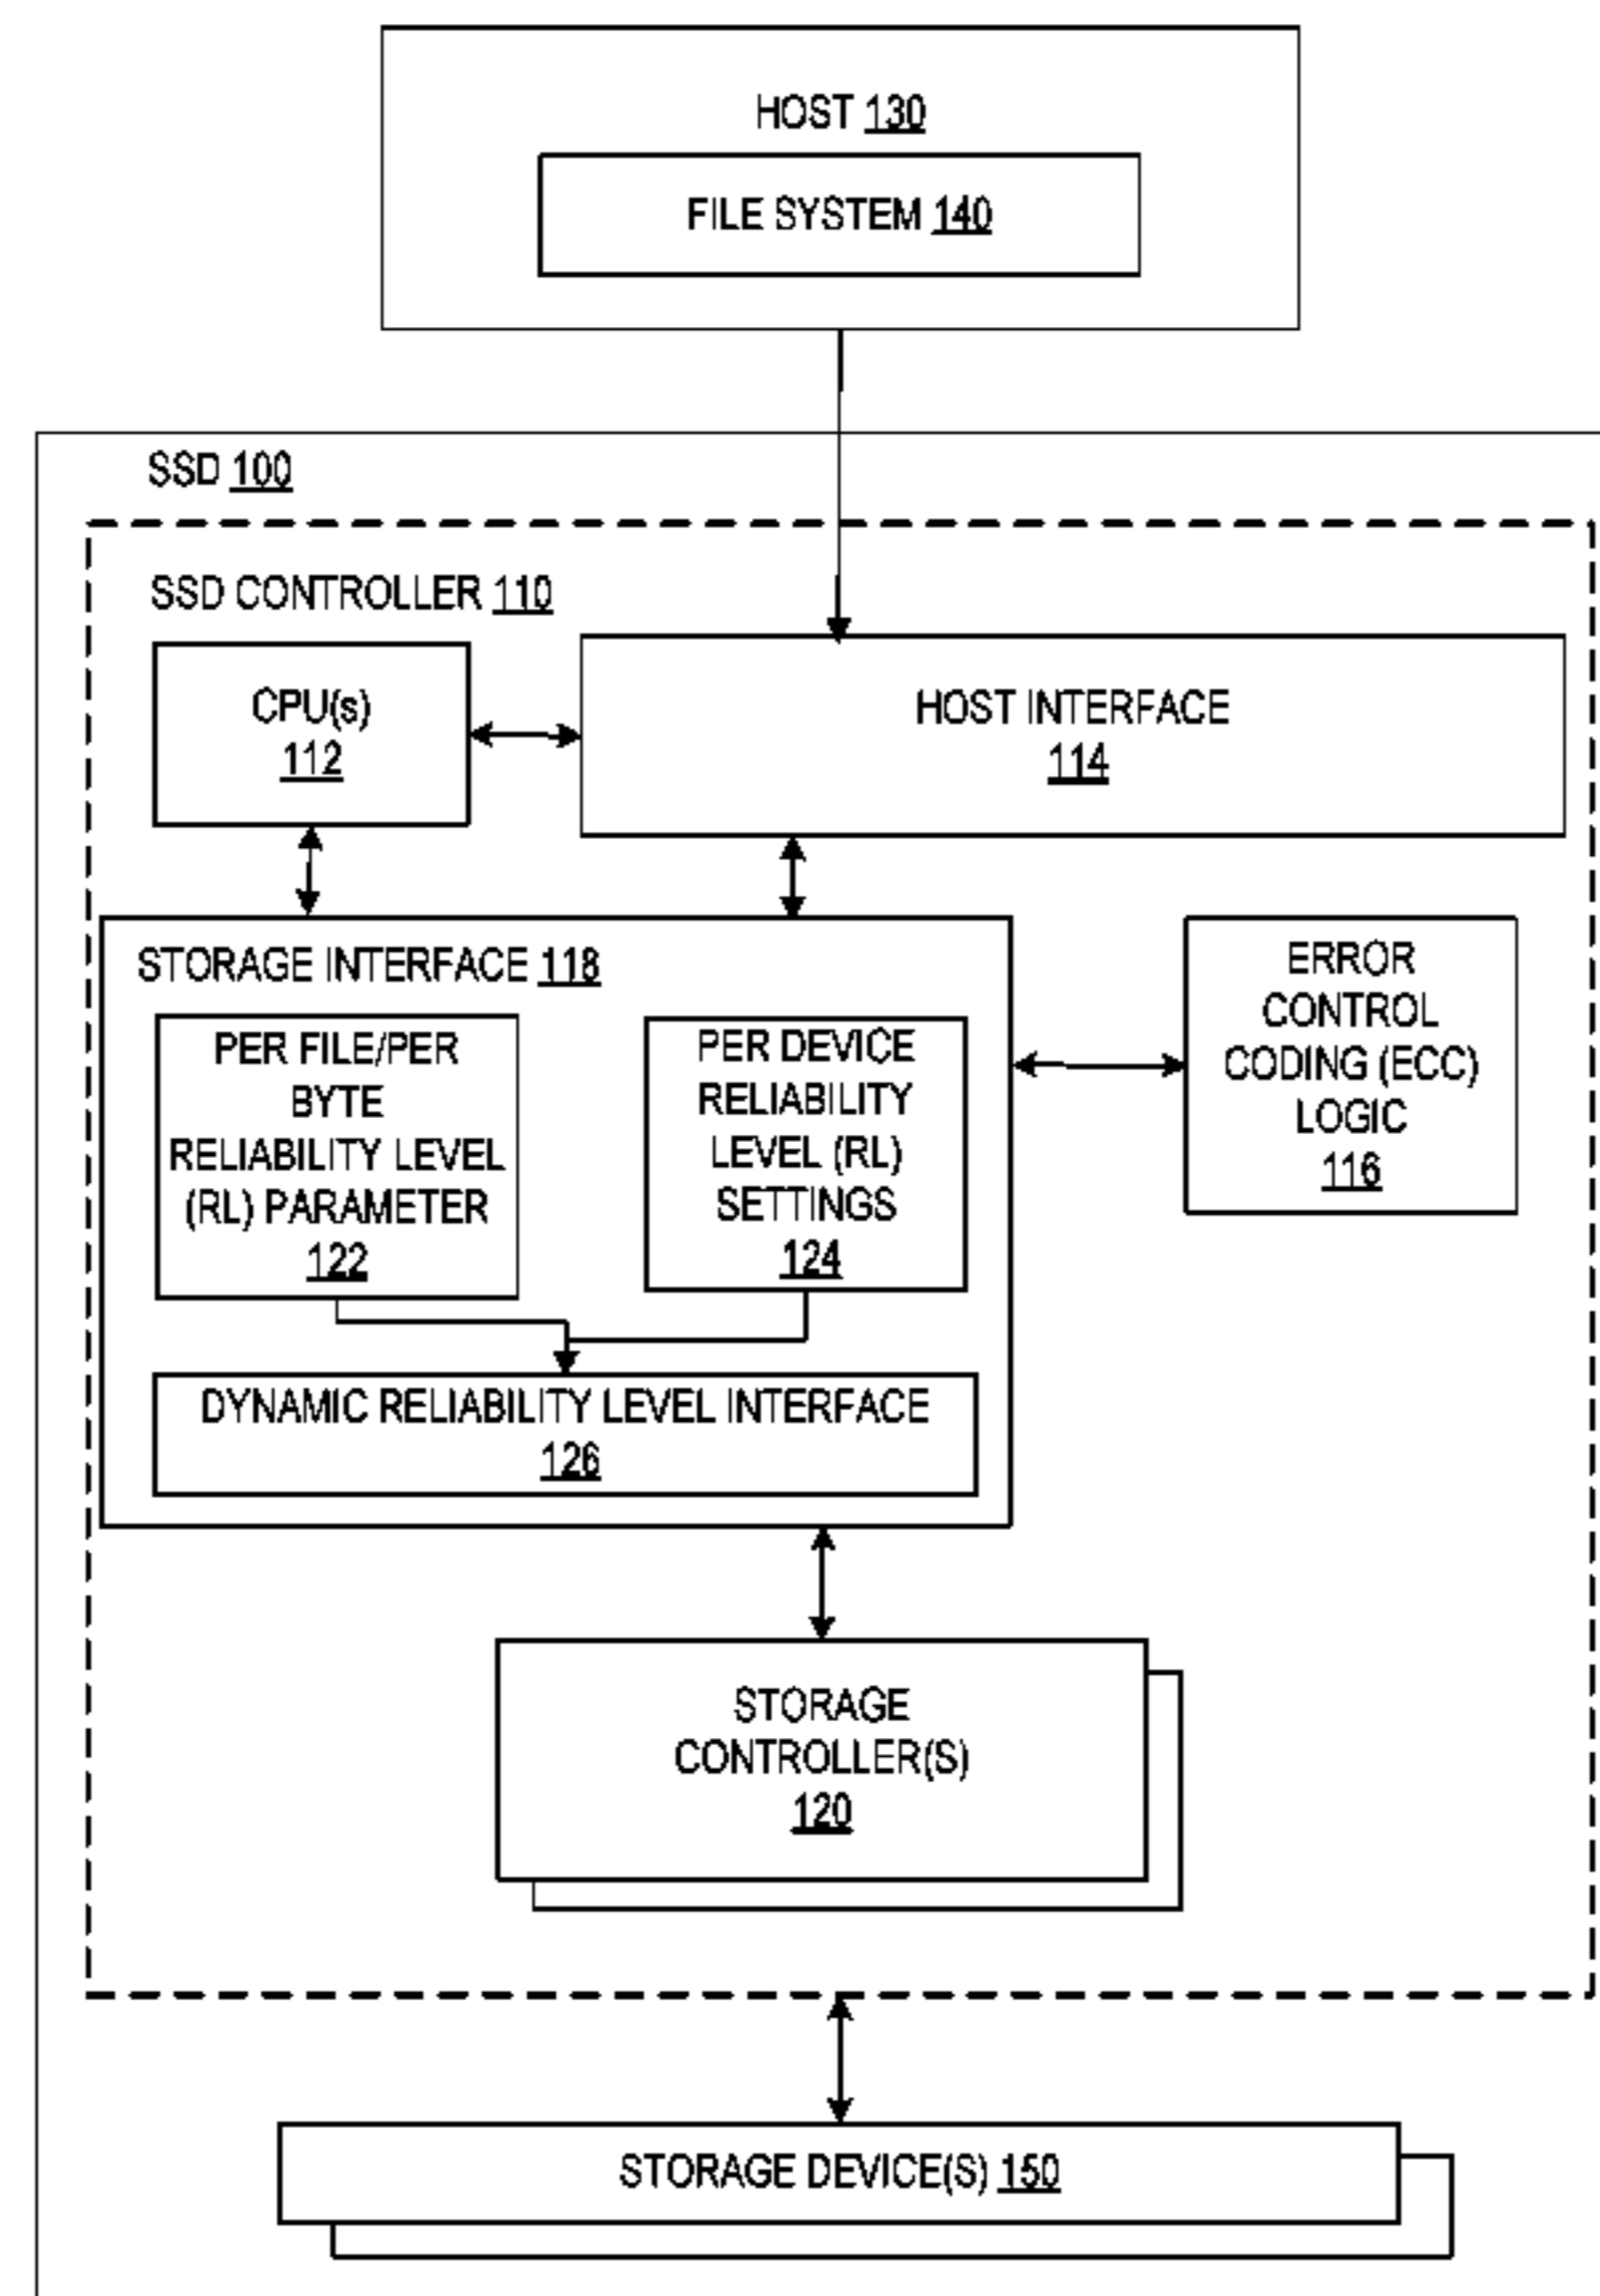 HOST 130
FILE SYSTEM 140
SSD 100
SSD CONTROLLER 110
CPU(s)
112
HOST INTERFACE
114
STORAGE INTERFACE 118
PER FILE/PER
BYTE
RELIABILITY LEVEL
(RL) PARAMETER
122
PER DEVICE
RELIABILITY
LEVEL (RL)
SETTINGS
124
ERROR
CONTROL
CODING (ECC)
LOGIC
116
DYNAMIC RELIABILITY LEVEL INTERFACE
126
STORAGE
CONTROLLER(S)
120
STORAGE DEVICE(S) 150